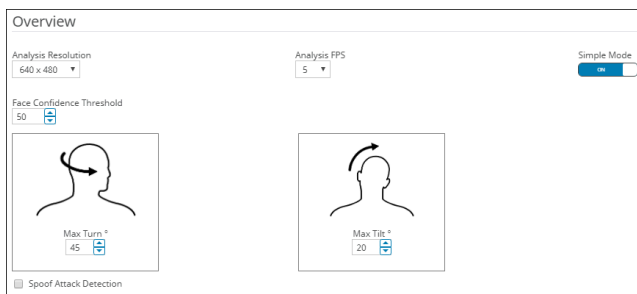 Overview
Analysis Resolution
640 x 480
Analysis FPS
5
Simple Mode
ON
Face Confidence Threshold
50
Max Turn °
45
Max Tilt °
20
Spoof Attack Detection